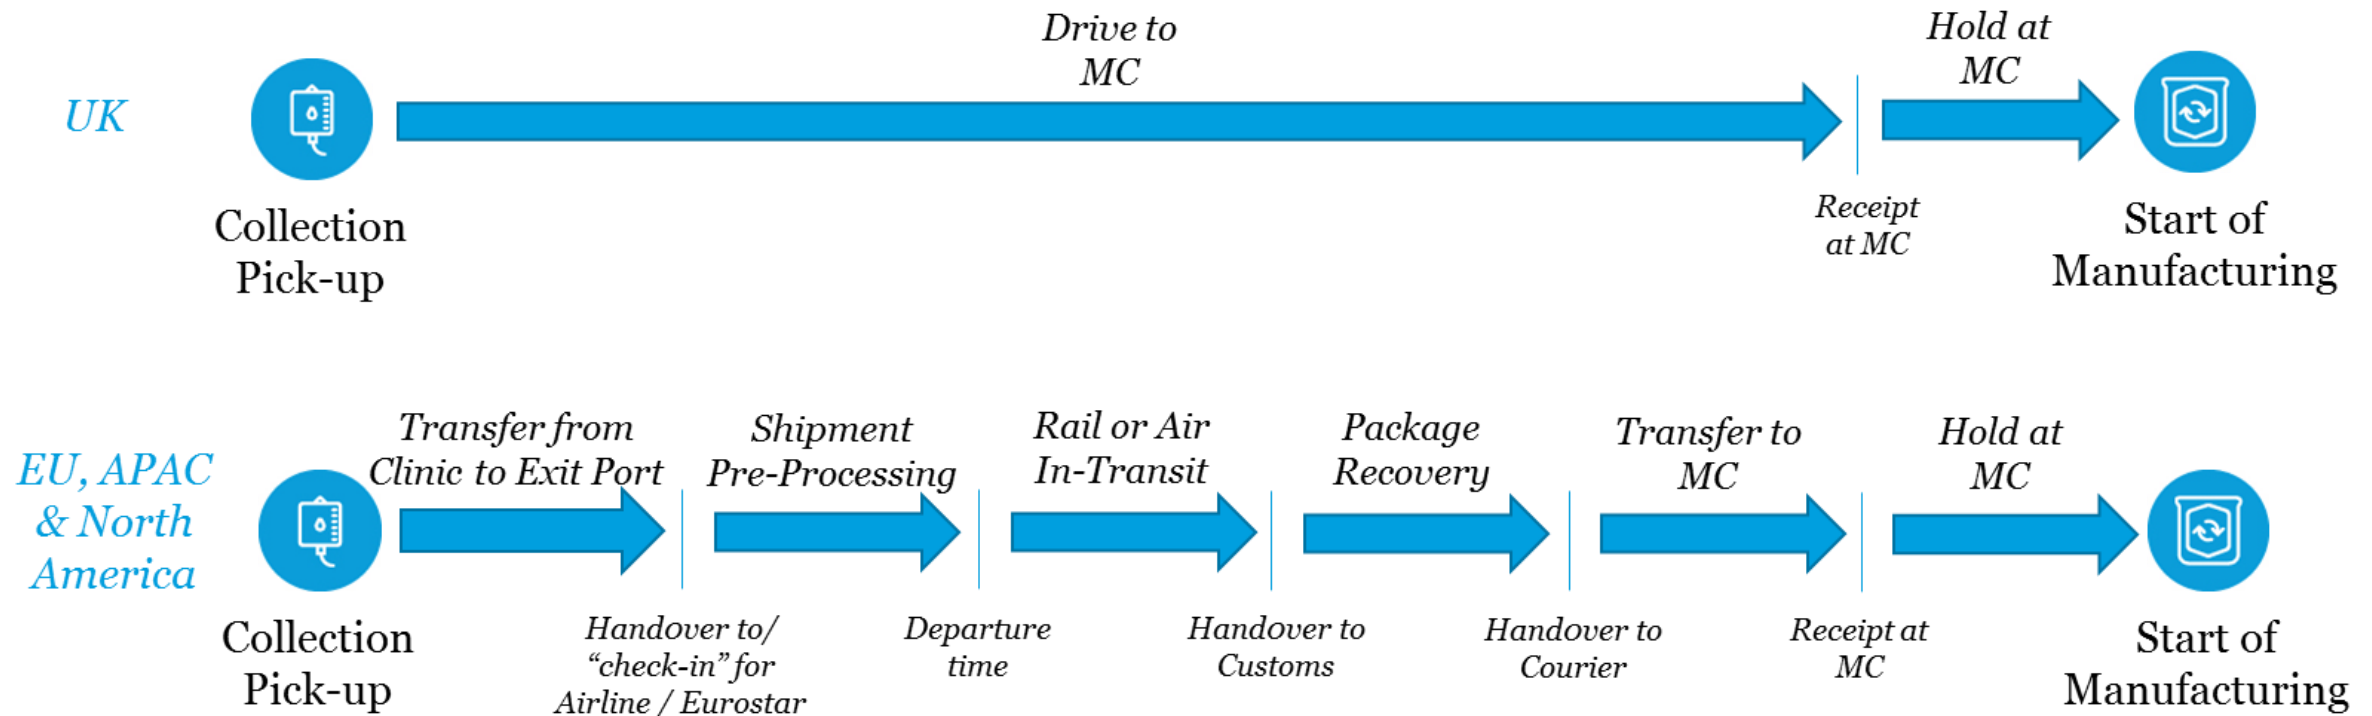 Drive to
MC
Hold at
MC
UK
Receipt
at MC
Collection
Pick-up
Start of
Manufacturing
Transfer from
Clinic to Exit Port
Shipment
Pre-Processing
Rail or Air
In-Transit
Package
Recovery
Transfer to
MC
Hold at
MC
EU, APAC
& North
America
Collection
Pick-up
Handover to/
“check-in” for
Airline / Eurostar
Departure
time
Handover to
Customs
Handover to
Courier
Receipt at
MC
Start of
Manufacturing